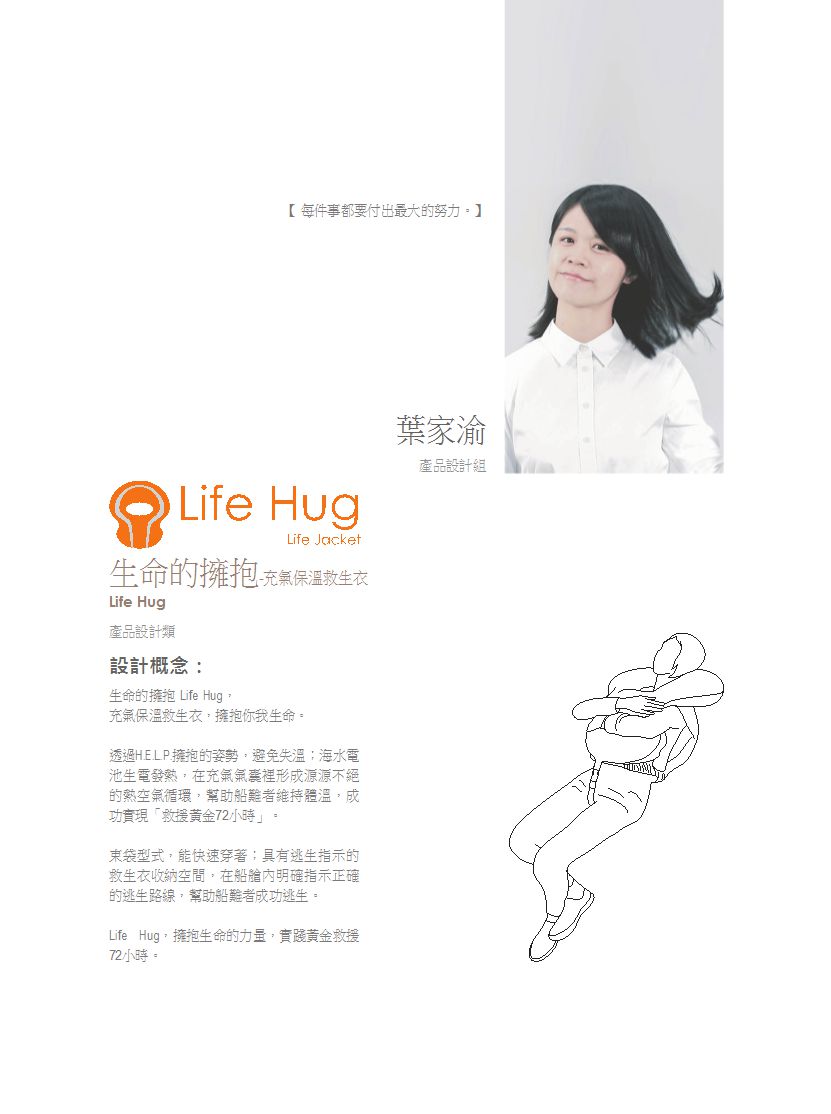 【 每件事都要付出最大的努力。】
葉家渝
產品設計組
Life Hug
Life Jacket
生命的擁抱-充氣保溫救生衣
Life Hug
產品設計類
設計概念：
生命的擁抱 Life Hug，
充氣保溫救生衣，擁抱你我生命。
透過H.E.L.P.擁抱的姿勢，避免失溫；海水電
池生電發熱，在充氣氣囊裡形成源源不絕
的熱空氣循環，幫助船難者維持體溫，成
功實現「救援黃金72小時」。
束袋型式，能快速穿著；具有逃生指示的
救生衣收納空間，在船艙內明確指示正確
的逃生路線，幫助船難者成功逃生。
Life Hug，擁抱生命的力量，實踐黃金救援
72小時。